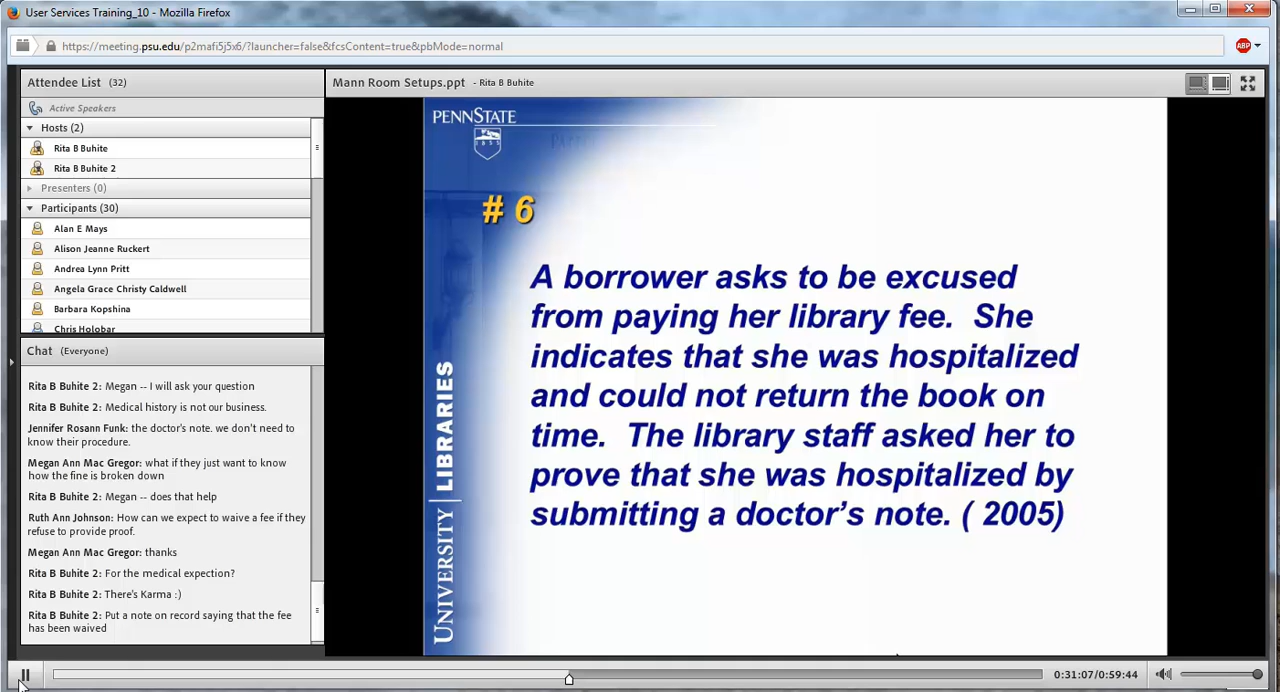 User Services Training_10 - Mozilla Firefox
https://meeting.psu.edu/p2mafi5j5x6/?launcher=false&fcsContent=true&pbMode=normal
ABP
Attendee List (32)
Active Speakers
Hosts (2)
Rita B Buhite
Rita B Buhite 2
Presenters (0)
Participants (30)
Alan E Mays
Alison Jeanne Ruckert
Andrea Lynn Pritt
Angela Grace Christy Caldwell
Barbara Kopshina
Chris Holobar
Chat (Everyone)
Rita B Buhite 2: Megan -- I will ask your question
Rita B Buhite 2: Medical history is not our business.
Jennifer Rosann Funk: the doctor's note. we don't need to
know their procedure.
Megan Ann Mac Gregor: what if they just want to know
how the fine is broken down
Rita B Buhite 2: Megan -- does that help
Ruth Ann Johnson: How can we expect to waive a fee if they
refuse to provide proof.
Megan Ann Mac Gregor: thanks
Rita B Buhite 2: For the medical expection?
Rita B Buhite 2: There's Karma :)
Rita B Buhite 2: Put a note on record saying that the fee
has been waived
Mann Room Setups.ppt - Rita B Buhite
PENNSTATE
1855
# 6
A borrower asks to be excused
from paying her library fee. She
indicates that she was hospitalized
and could not return the book on
time. The library staff asked her to
prove that she was hospitalized by
submitting a doctor's note. ( 2005)
UNIVERSITY LIBRARIES
0:31:07/0:59:44